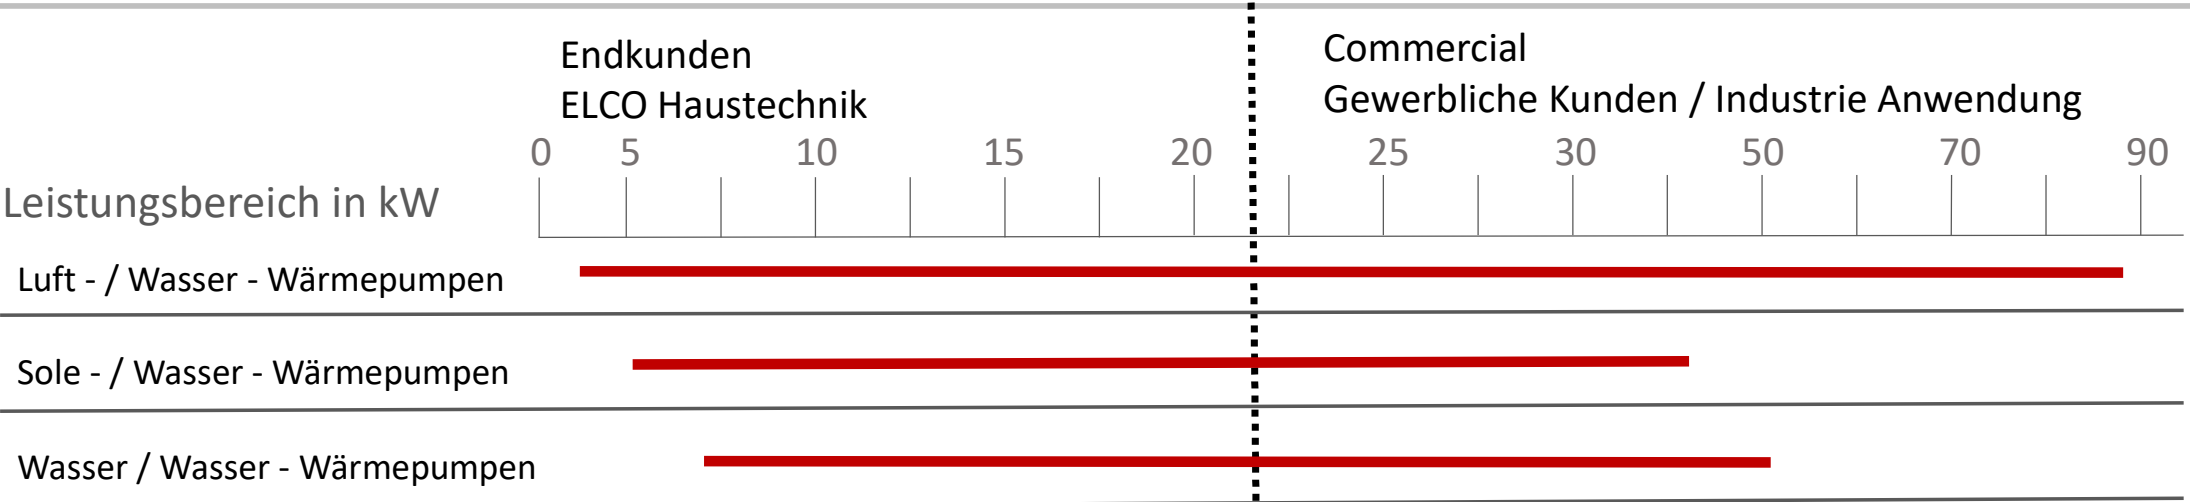 Endkunden
ELCO Haustechnik
Commercial
Gewerbliche Kunden / Industrie Anwendung
0 5 10 15 20 25 30 50 70 90
Leistungsbereich in kW
Luft - / Wasser - Wärmepumpen
Sole - / Wasser - Wärmepumpen
Wasser / Wasser - Wärmepumpen